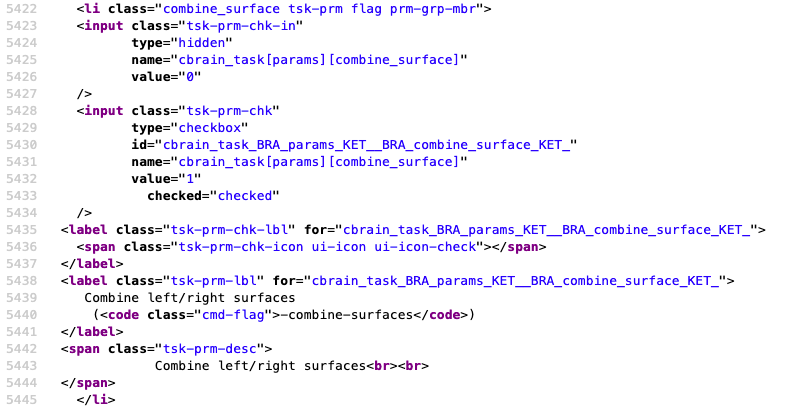 5422 <li class="combine_surface tsk-prm flag prm-grp-mbr">
5423 <input class="tsk-prm-chk-in"
5424 type="hidden"
5425 name="cbrain_task[params][combine_surface]"
5426 value="0"
5427 />
5428 <input class="tsk-prm-chk"
5429 type="checkbox"
5430 id="cbrain_task_BRA_params_KET__BRA_combine_surface_KET_"
5431 name="cbrain_task[params][combine_surface]"
5432 value="1"
5433 checked="checked"
5434 />
5435 <label class="tsk-prm-chk-lbl" for="cbrain_task_BRA_params_KET__BRA_combine_surface_KET_">
5436 <span class="tsk-prm-chk-icon ui-icon ui-icon-check"></span>
5437 </label>
5438 <label class="tsk-prm-lbl" for="cbrain_task_BRA_params_KET__BRA_combine_surface_KET_">
5439 Combine left/right surfaces
5440 (<code class="cmd-flag">-combine-surfaces</code>)
5441 </label>
5442 <span class="tsk-prm-desc">
5443 Combine left/right surfaces<br><br>
5444 </span>
5445 </li>